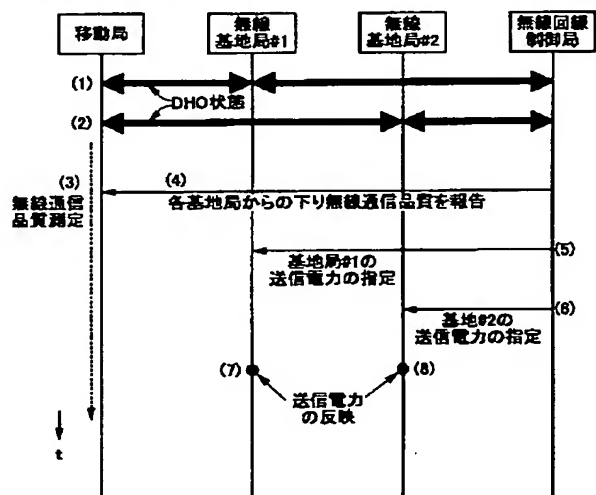 移動局
無線
基地局#1
無線
基地局#2
無線回線
制御局
(1)
DHO状態
(2)
(3)
無線通信
品質測定
(4)
各基地局からの下り無線通信品質を報告
(5)
基地局#1の
送信電力の指定
(6)
基地#2の
送信電力の指定
(7)
(8)
送信電力
の反映
t